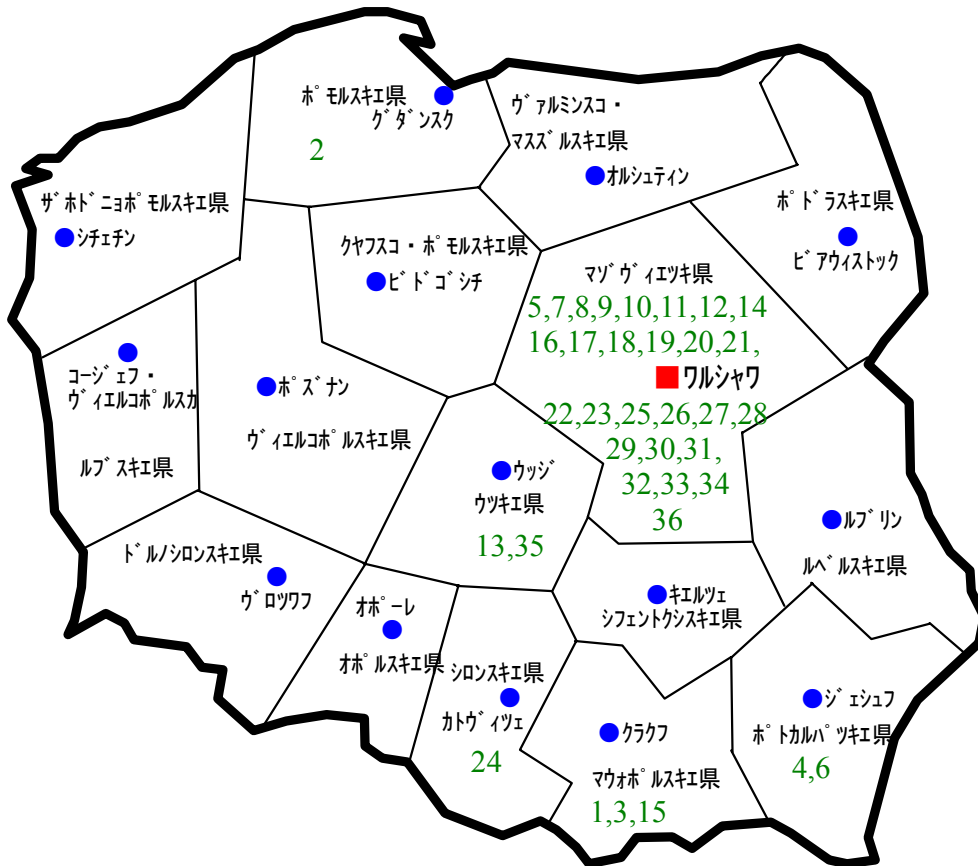 ポモルスキエ県
グダンスク
2
ヴァルミンスコ・
マスズルスキエ県
オルシュティン
ザホドニョポモルスキエ県
シチェチン
ポドラスキエ県
ビアウィストック
クヤフスコ・ポモルスキエ県
ビドゴシチ
マゾヴィエツキ県
5,7,8,9,10,11,12,14
16,17,18,19,20,21,
ワルシャワ
22,23,25,26,27,28
29,30,31,
32,33,34
36
コージェフ・
ヴィエルコポルスカ
ルブスキエ県
ポズナン
ヴィエルコポルスキエ県
ウッジ
ウツキエ県
13,35
ルブリン
ルベルスキエ県
ドルノシロンスキエ県
ヴロツワフ
オポーレ
オポルスキエ県
キエルツェ
シフェントクシスキエ県
シロンスキエ県
カトヴィツェ
24
クラクフ
マウォポルスキエ県
1,3,15
ジェシュフ
ポトカルパツキエ県
4,6